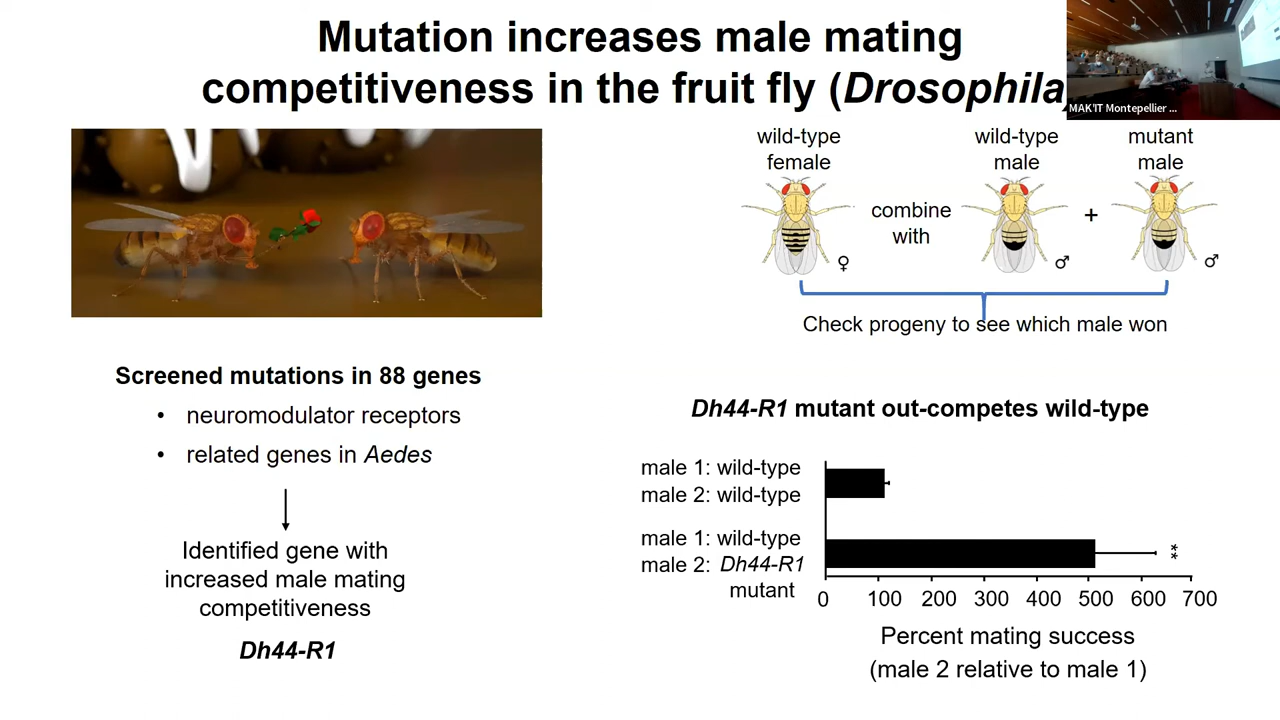 Mutation increases male mating
competitiveness in the fruit fly (Drosophila
MAK'IT Montepellier ...
wild-type
female
♀
combine
with
wild-type
male
♂
+
mutant
male
♂
Check progeny to see which male won
Screened mutations in 88 genes
• neuromodulator receptors
• related genes in Aedes
Identified gene with
increased male mating
competitiveness
Dh44-R1
Dh44-R1 mutant out-competes wild-type
male 1: wild-type
male 2: wild-type
male 1: wild-type
male 2: Dh44-R1
mutant
**
0 100 200 300 400 500 600 700
Percent mating success
(male 2 relative to male 1)